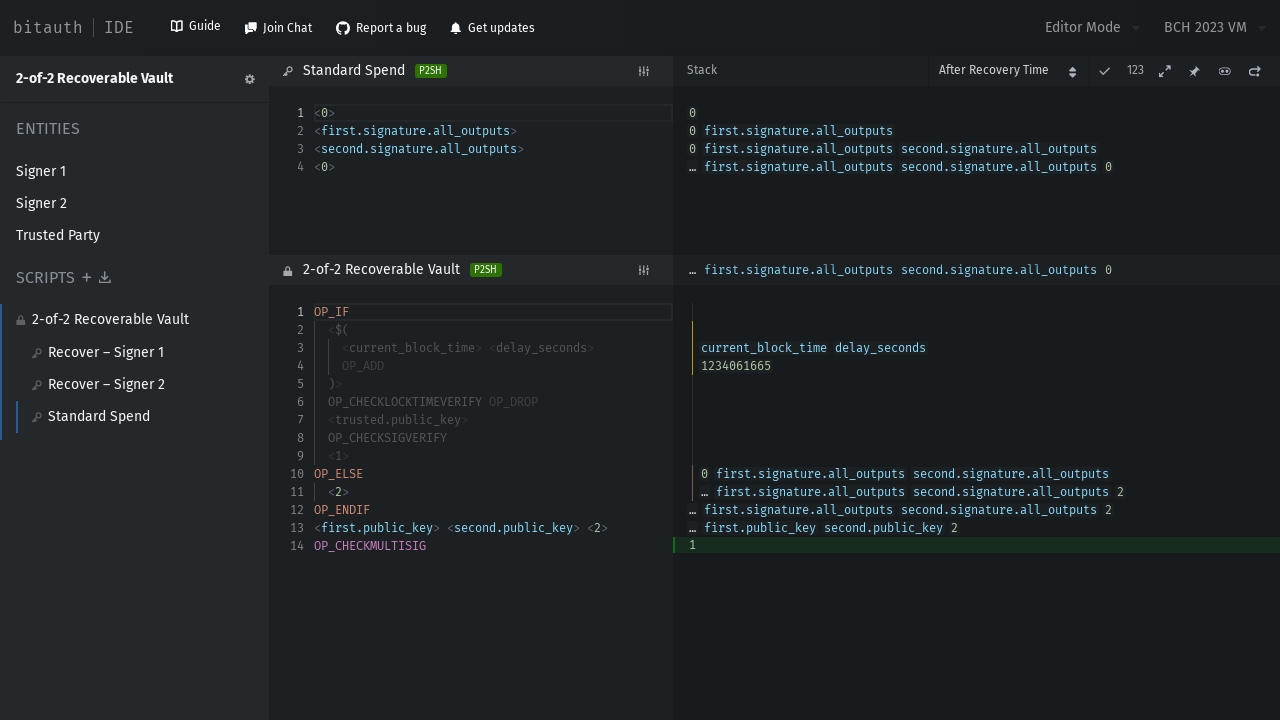 bitauth | IDE
Guide
Join Chat
Report a bug
Get updates
Editor Mode
BCH 2023 VM
2-of-2 Recoverable Vault
ENTITIES
Signer 1
Signer 2
Trusted Party
SCRIPTS +
2-of-2 Recoverable Vault
Recover – Signer 1
Recover – Signer 2
Standard Spend
Standard Spend P2SH
1 <0>
2 <first.signature.all_outputs>
3 <second.signature.all_outputs>
4 <0>
Stack
After Recovery Time
123
0
0 first.signature.all_outputs
0 first.signature.all_outputs second.signature.all_outputs
… first.signature.all_outputs second.signature.all_outputs 0
2-of-2 Recoverable Vault P2SH
1 OP_IF
2 <$(
3 <current_block_time> <delay_seconds>
4 OP_ADD
5 )>
6 OP_CHECKLOCKTIMEVERIFY OP_DROP
7 <trusted.public_key>
8 OP_CHECKSIGVERIFY
9 <1>
10 OP_ELSE
11 <2>
12 OP_ENDIF
13 <first.public_key> <second.public_key> <2>
14 OP_CHECKMULTISIG
… first.signature.all_outputs second.signature.all_outputs 0
current_block_time delay_seconds
1234061665
0 first.signature.all_outputs second.signature.all_outputs
… first.signature.all_outputs second.signature.all_outputs 2
… first.signature.all_outputs second.signature.all_outputs 2
… first.public_key second.public_key 2
1